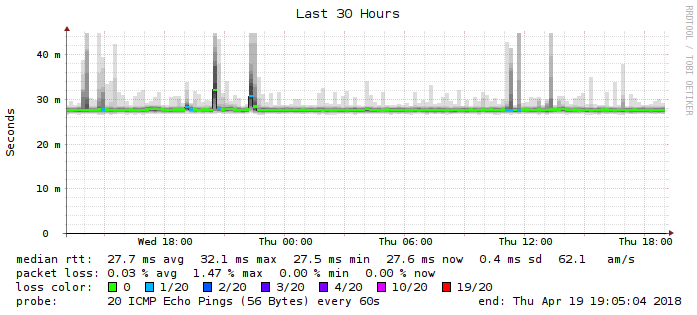 Last 30 Hours
RRDTOOL / TOBI OETIKER
Seconds
40 m
30 m
20 m
10 m
0
Wed 18:00 Thu 00:00 Thu 06:00 Thu 12:00 Thu 18:00
median rtt: 27.7 ms avg 32.1 ms max 27.5 ms min 27.6 ms now 0.4 ms sd 62.1 am/s
packet loss: 0.03 % avg 1.47 % max 0.00 % min 0.00 % now
loss color: 0 1/20 2/20 3/20 4/20 10/20 19/20
probe: 20 ICMP Echo Pings (56 Bytes) every 60s end: Thu Apr 19 19:05:04 2018